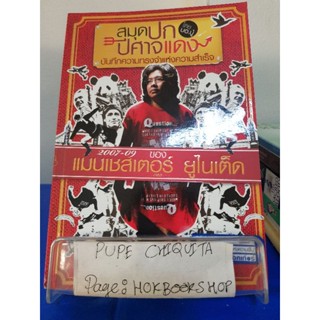 สมุดปก
ปีศาจแดง
บันทึกความทรงจำแห่งความสำเร็จ
Question
2007-09 ของ
แมนเชสเตอร์ ยูไนเต็ด
PUPE CHIQUITA
Page: HOKBOOKSHOP